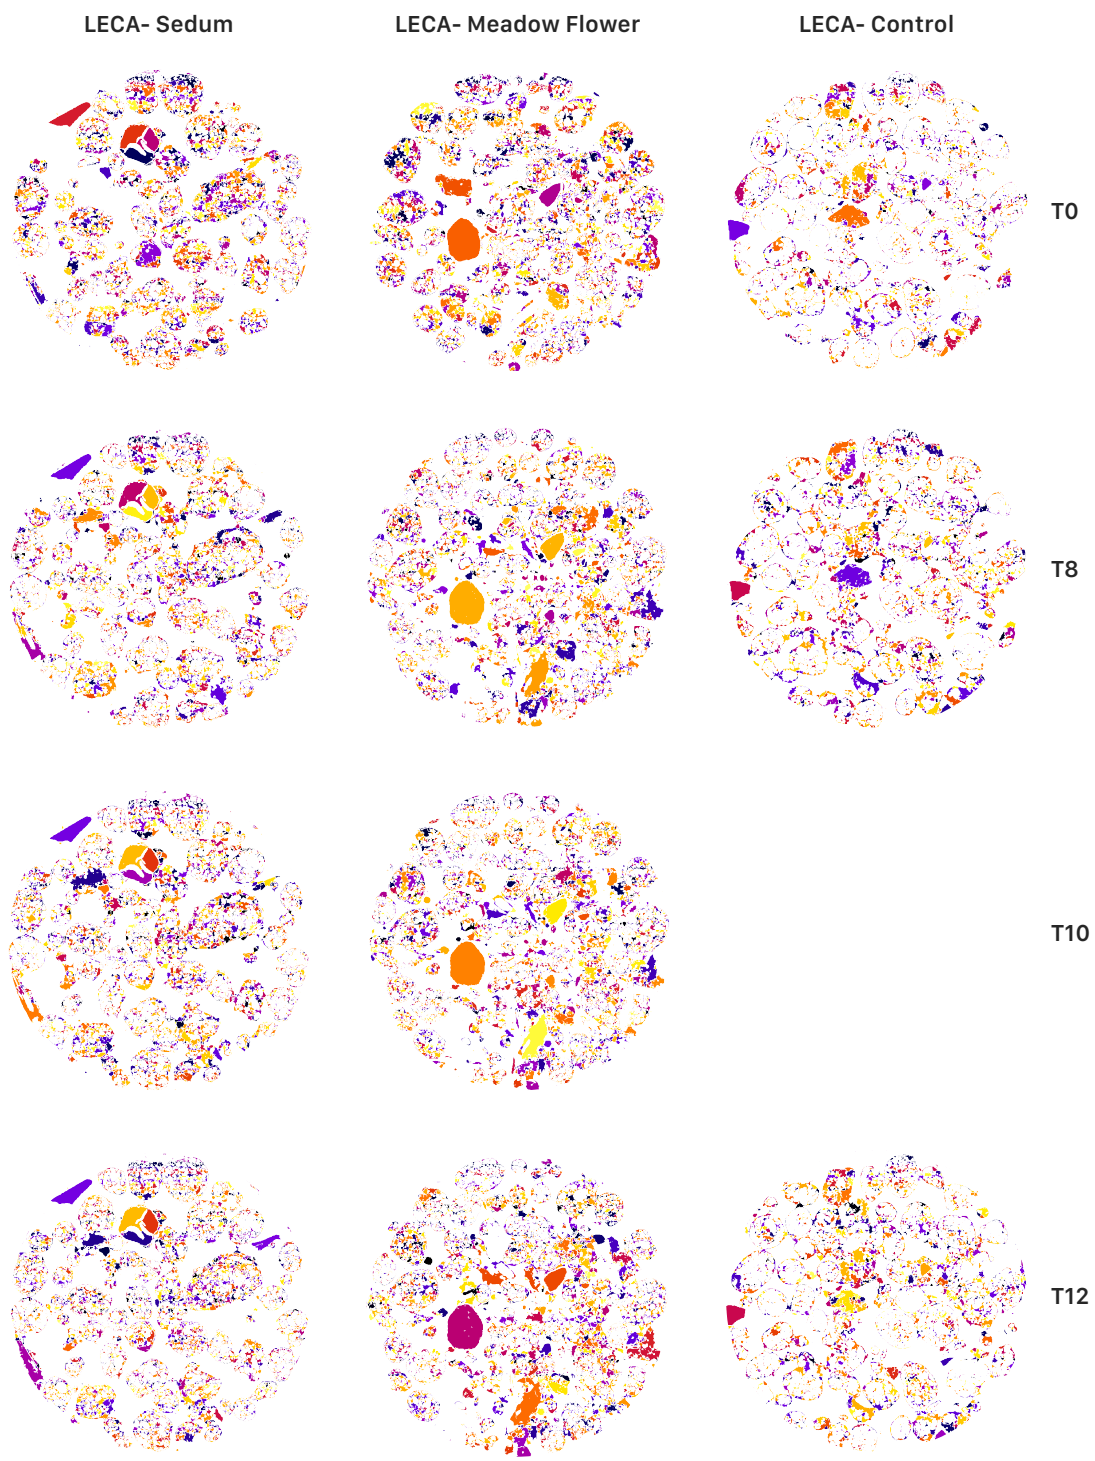 LECA- Sedum
LECA- Meadow Flower
LECA- Control
T0
T8
T10
T12